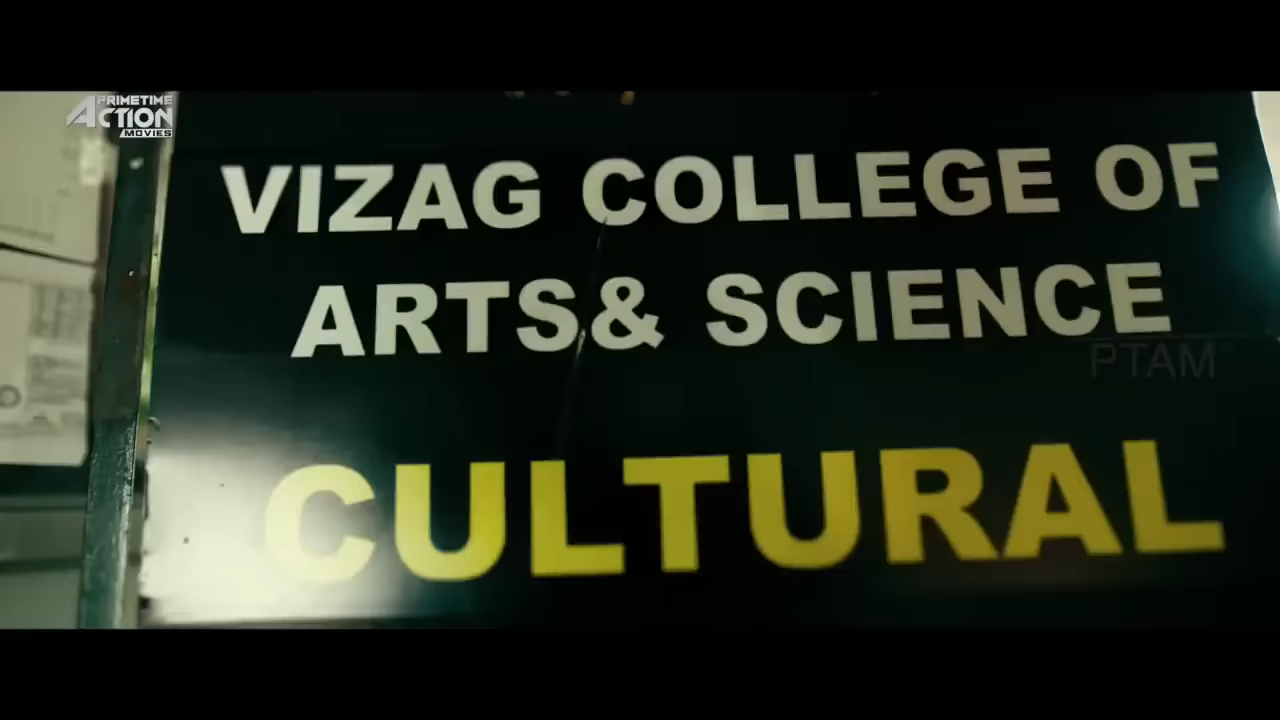 PRIMETIME
ACTION
MOVIES
VIZAG COLLEGE OF
ARTS& SCIENCE
PTAM
CULTURAL